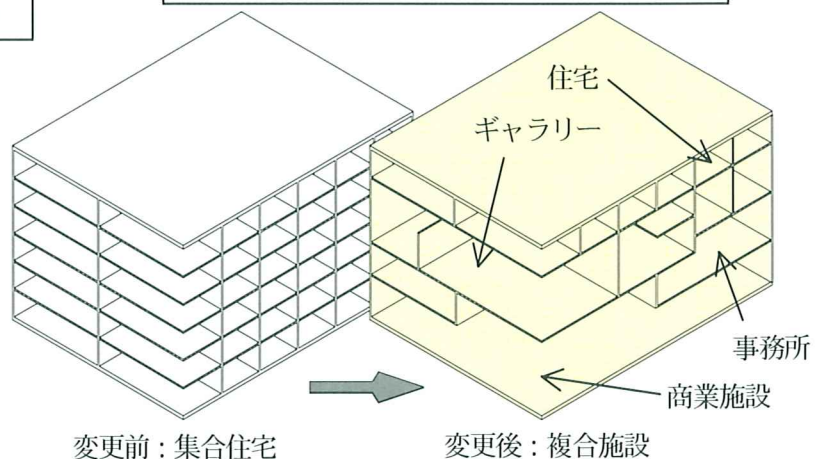 住宅
ギャラリー
事務所
商業施設
変更前：集合住宅
変更後：複合施設